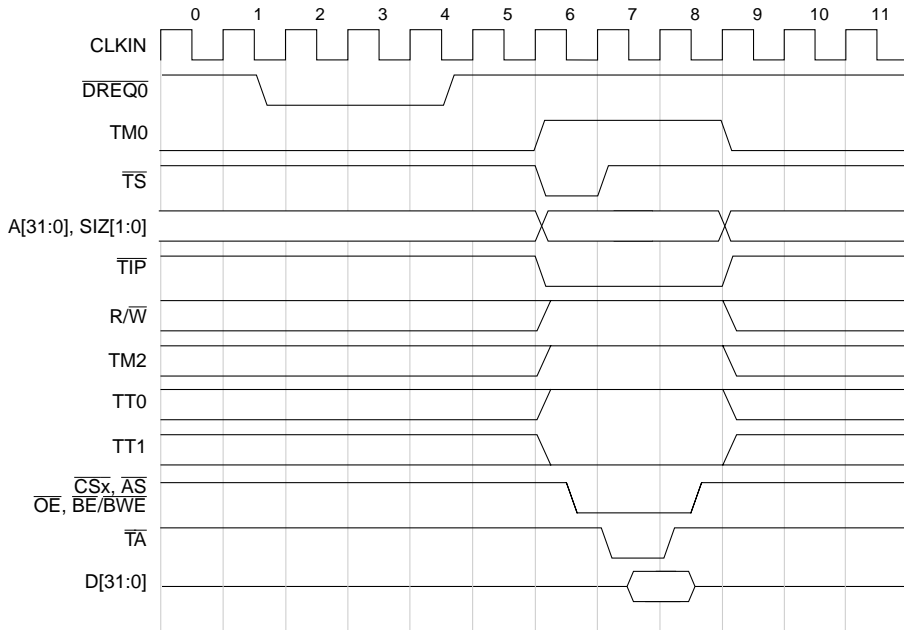 0 1 2 3 4 5 6 7 8 9 10 11
CLKIN
DREQ0
TM0
TS
A[31:0], SIZ[1:0]
TIP
R/W
TM2
TT0
TT1
CSx, AS
OE, BE/BWE
TA
D[31:0]